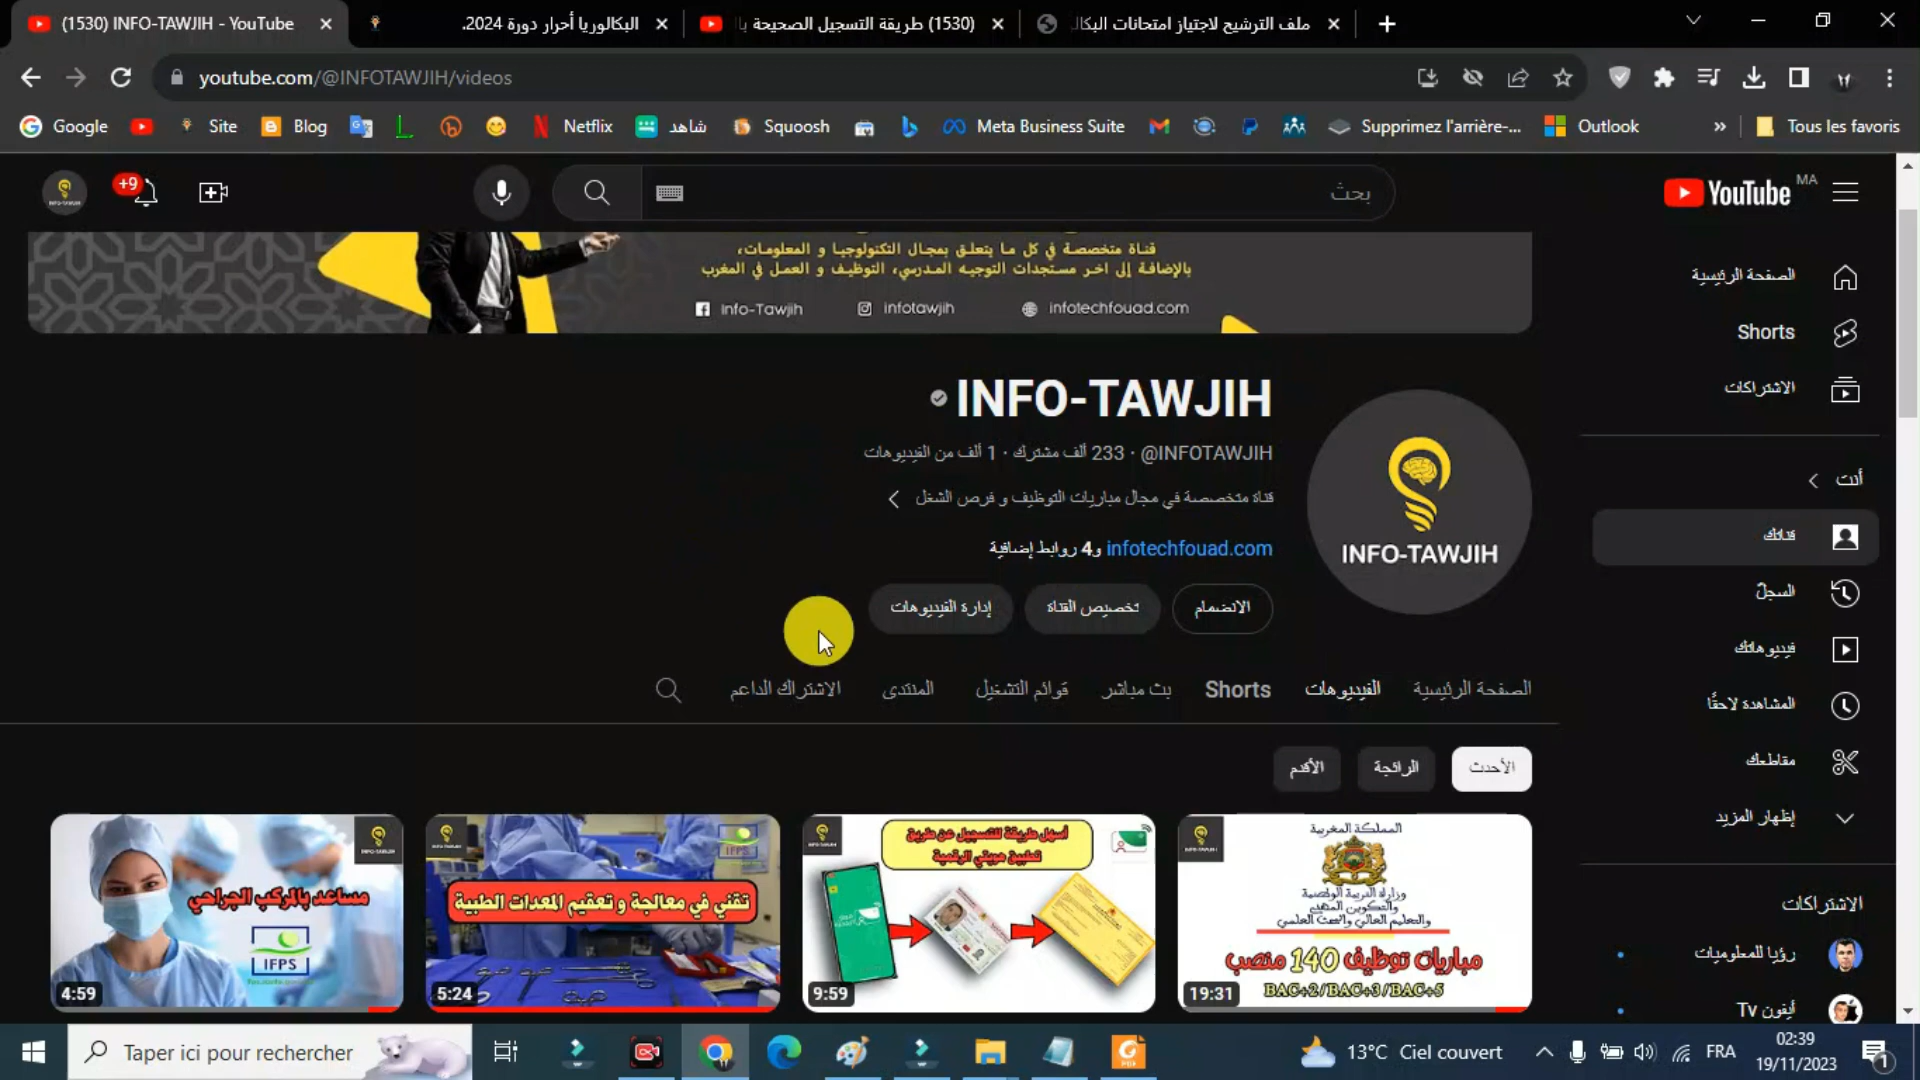 (1530) INFO-TAWJIH - YouTube
البكالوريا أحرار دورة 2024.
(1530) طريقة التسجيل الصحيحة با
ملف الترشيح لاجتياز امتحانات البكال
youtube.com/@INFOTAWJIH/videos
Google
Site
Blog
Netflix
شاهد
Squoosh
Meta Business Suite
Supprimez l'arrière-...
Outlook
»
Tous les favoris
+9
بحث
YouTube MA
قناة متخصصة في كل ما يتعلق بمجال التكنولوجيا و المعلومات،
بالإضافة إلى اخر مستجدات التوجيه المدرسي، التوظيف و العمل في المغرب
Info-Tawjih
infotawjih
infotechfouad.com
INFO-TAWJIH
@INFOTAWJIH · 233 ألف مشترك · 1 ألف من الفيديوهات
قناة متخصصة في مجال مباريات التوظيف و فرص الشغل
infotechfouad.com و4 روابط إضافية
الانضمام
تخصيص القناة
إدارة الفيديوهات
INFO-TAWJIH
الصفحة الرئيسية
الفيديوهات
Shorts
بث مباشر
قوائم التشغيل
المنتدى
الاشتراك الداعم
الأحدث
الرائجة
الأقدم
المملكة المغربية
وزارة التربية الوطنية
والتكوين المهني
والتعليم العالي والبحث العلمي
مباريات توظيف 140 منصب
BAC+2/BAC+3/BAC+5
19:31
أسهل طريقة للتسجيل عن طريق
تطبيق هويتي الرقمية
9:59
تقني في معالجة و تعقيم المعدات الطبية
IFPS
5:24
مساعد بالمركب الجراحي
IFPS
4:59
الصفحة الرئيسية
Shorts
الاشتراكات
أنت
قناتك
السجلّ
فيديوهاتك
المشاهدة لاحقًا
مقاطعك
إظهار المزيد
الاشتراكات
رؤيا للمعلوميات
أيفون Tv
Taper ici pour rechercher
13°C Ciel couvert
FRA
02:39
19/11/2023
1